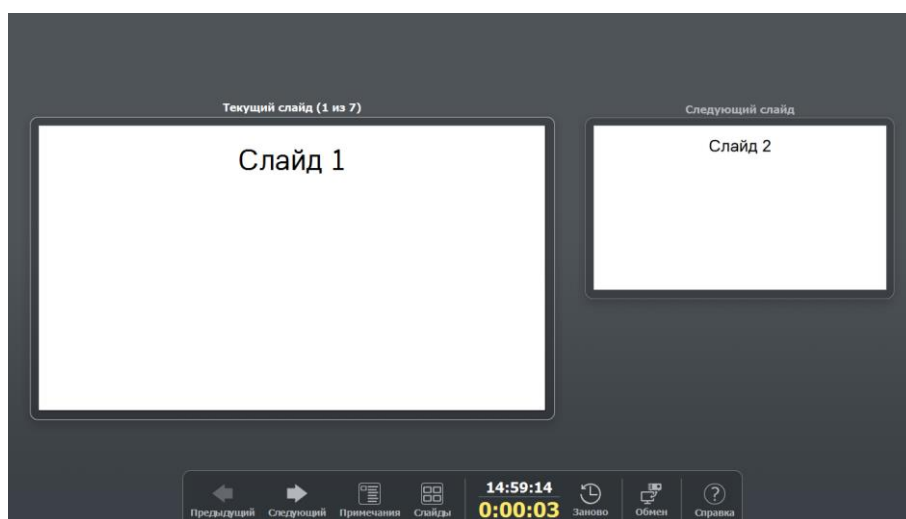 Текущий слайд (1 из 7)
Следующий слайд
Слайд 1
Слайд 2
14:59:14
0:00:03
Предыдущий Следующий Примечания Слайды Заново Обмен Справка